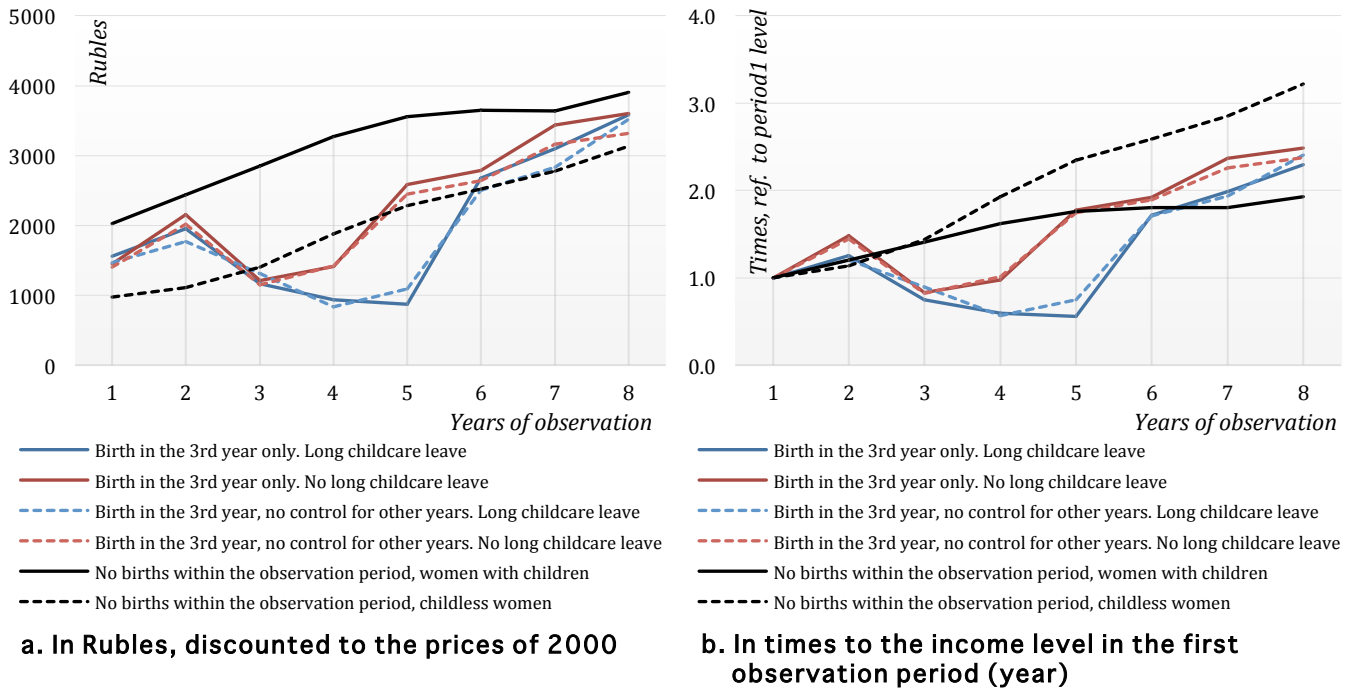 5000
4000
3000
2000
1000
0
Rubles
1 2 3 4 5 6 7 8
Years of observation
Birth in the 3rd year only. Long childcare leave
Birth in the 3rd year only. No long childcare leave
Birth in the 3rd year, no control for other years. Long childcare leave
Birth in the 3rd year, no control for other years. No long childcare leave
No births within the observation period, women with children
No births within the observation period, childless women
a. In Rubles, discounted to the prices of 2000
4.0
3.0
2.0
1.0
0.0
Times, ref. to period1 level
1 2 3 4 5 6 7 8
Years of observation
Birth in the 3rd year only. Long childcare leave
Birth in the 3rd year only. No long childcare leave
Birth in the 3rd year, no control for other years. Long childcare leave
Birth in the 3rd year, no control for other years. No long childcare leave
No births within the observation period, women with children
No births within the observation period, childless women
b. In times to the income level in the first
observation period (year)